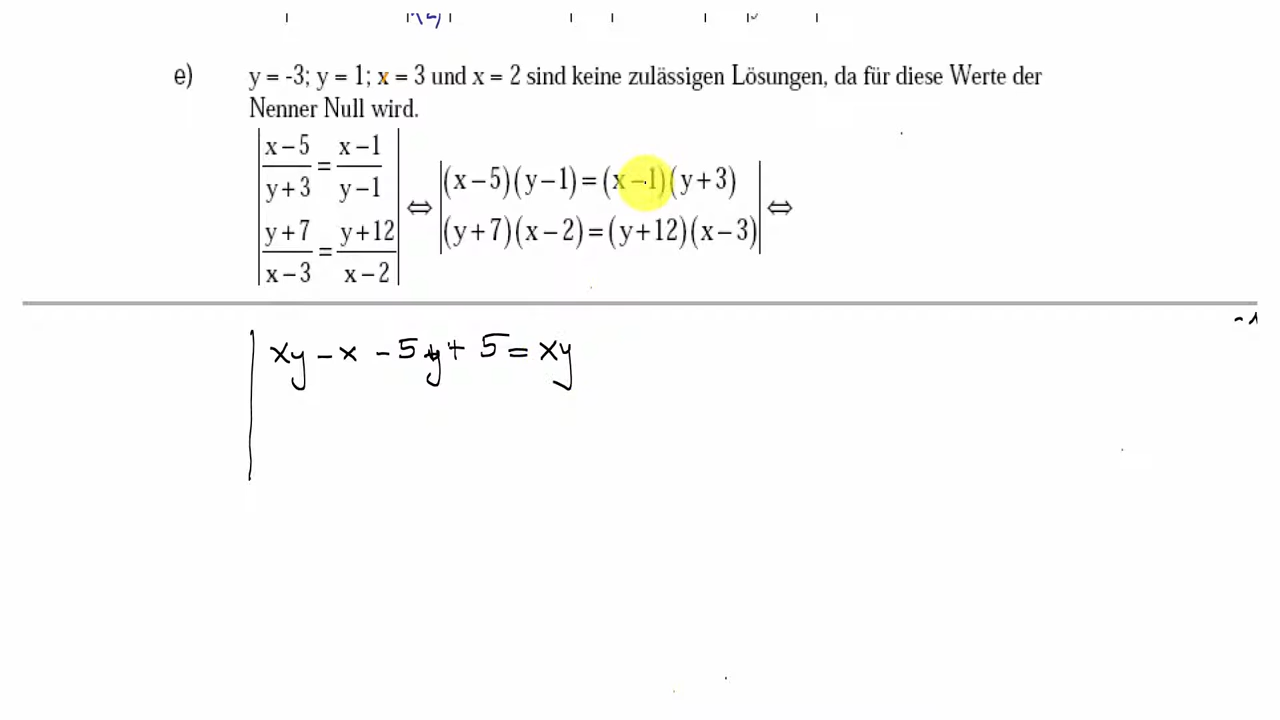 e) y = -3; y = 1; x = 3 und x = 2 sind keine zulässigen Lösungen, da für diese Werte der
Nenner Null wird.
|(x−5)/(y+3) = (x−1)/(y−1)| ⇔ |(x−5)(y−1)=(x−1)(y+3)| ⇔
|(y+7)/(x−3) = (y+12)/(x−2)| |(y+7)(x−2)=(y+12)(x−3)|
-1
| xy - x - 5y + 5 = xy